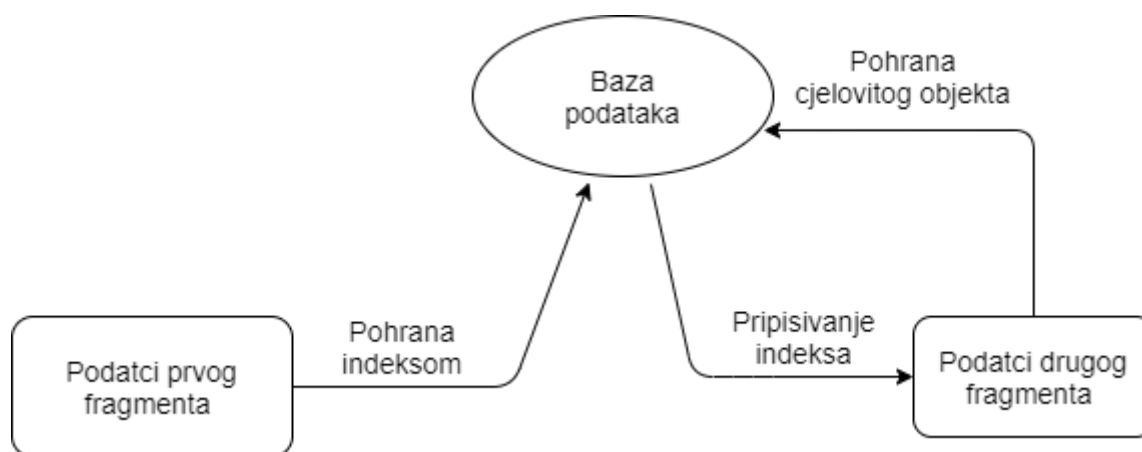 Baza
podataka
Pohrana
cjelovitog objekta
Pohrana
indeksom
Pripisivanje
indeksa
Podatci prvog
fragmenta
Podatci drugog
fragmenta